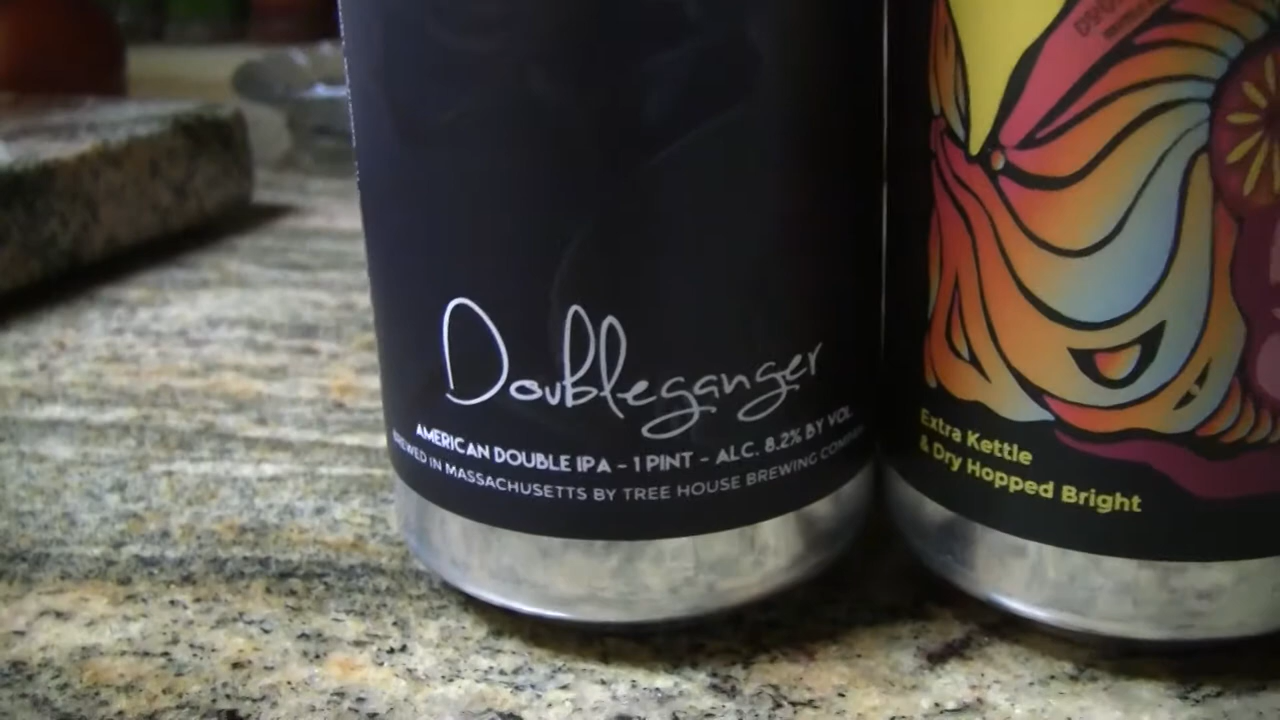 Doubleganger
AMERICAN DOUBLE IPA - 1 PINT - ALC. 8.2% BY VOL.
BREWED IN MASSACHUSETTS BY TREE HOUSE BREWING COMPANY
Extra Kettle
& Dry Hopped Bright